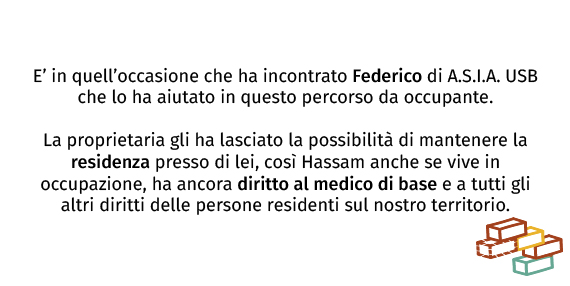 E’ in quell’occasione che ha incontrato Federico di A.S.I.A. USB
che lo ha aiutato in questo percorso da occupante.
La proprietaria gli ha lasciato la possibilità di mantenere la
residenza presso di lei, così Hassam anche se vive in
occupazione, ha ancora diritto al medico di base e a tutti gli
altri diritti delle persone residenti sul nostro territorio.